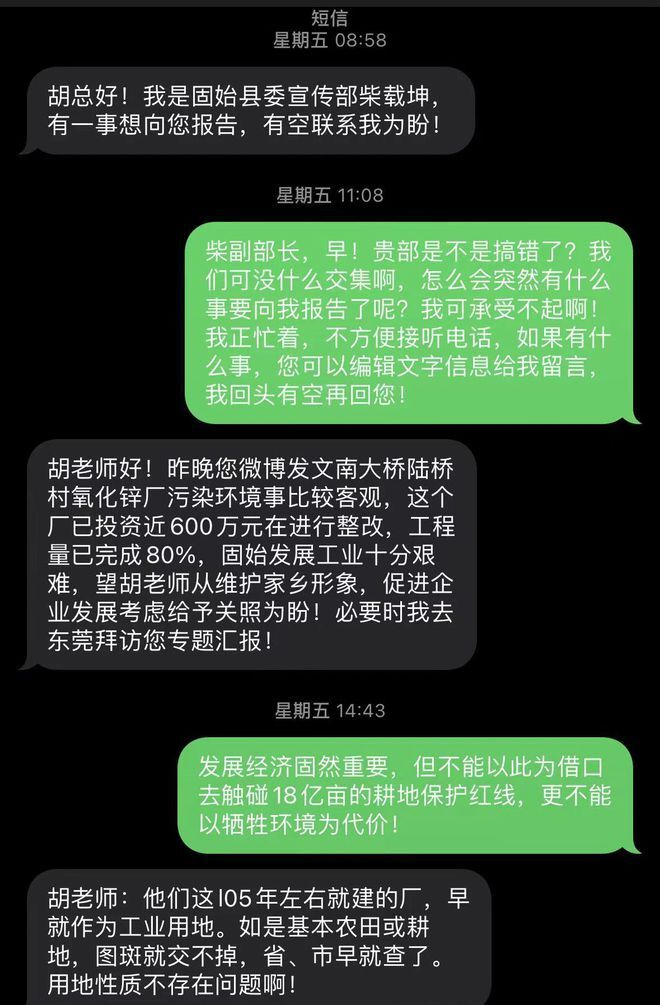 短信
星期五 08:58
胡总好！我是固始县委宣传部柴载坤，
有一事想向您报告，有空联系我为盼！
星期五 11:08
柴副部长，早！贵部是不是搞错了？我
们可没什么交集啊，怎么会突然有什么
事要向我报告了呢？我可承受不起啊！
我正忙着，不方便接听电话，如果有什
么事，您可以编辑文字信息给我留言，
我回头有空再回您！
胡老师好！昨晚您微博发文南大桥陆桥
村氧化锌厂污染环境事比较客观，这个
厂已投资近600万元在进行整改，工程
量已完成80%，固始发展工业十分艰
难，望胡老师从维护家乡形象，促进企
业发展考虑给予关照为盼！必要时我去
东莞拜访您专题汇报！
星期五 14:43
发展经济固然重要，但不能以此为借口
去触碰18亿亩的耕地保护红线，更不能
以牺牲环境为代价！
胡老师：他们这I05年左右就建的厂，早
就作为工业用地。如是基本农田或耕
地，图斑就交不掉，省、市早就查了。
用地性质不存在问题啊！